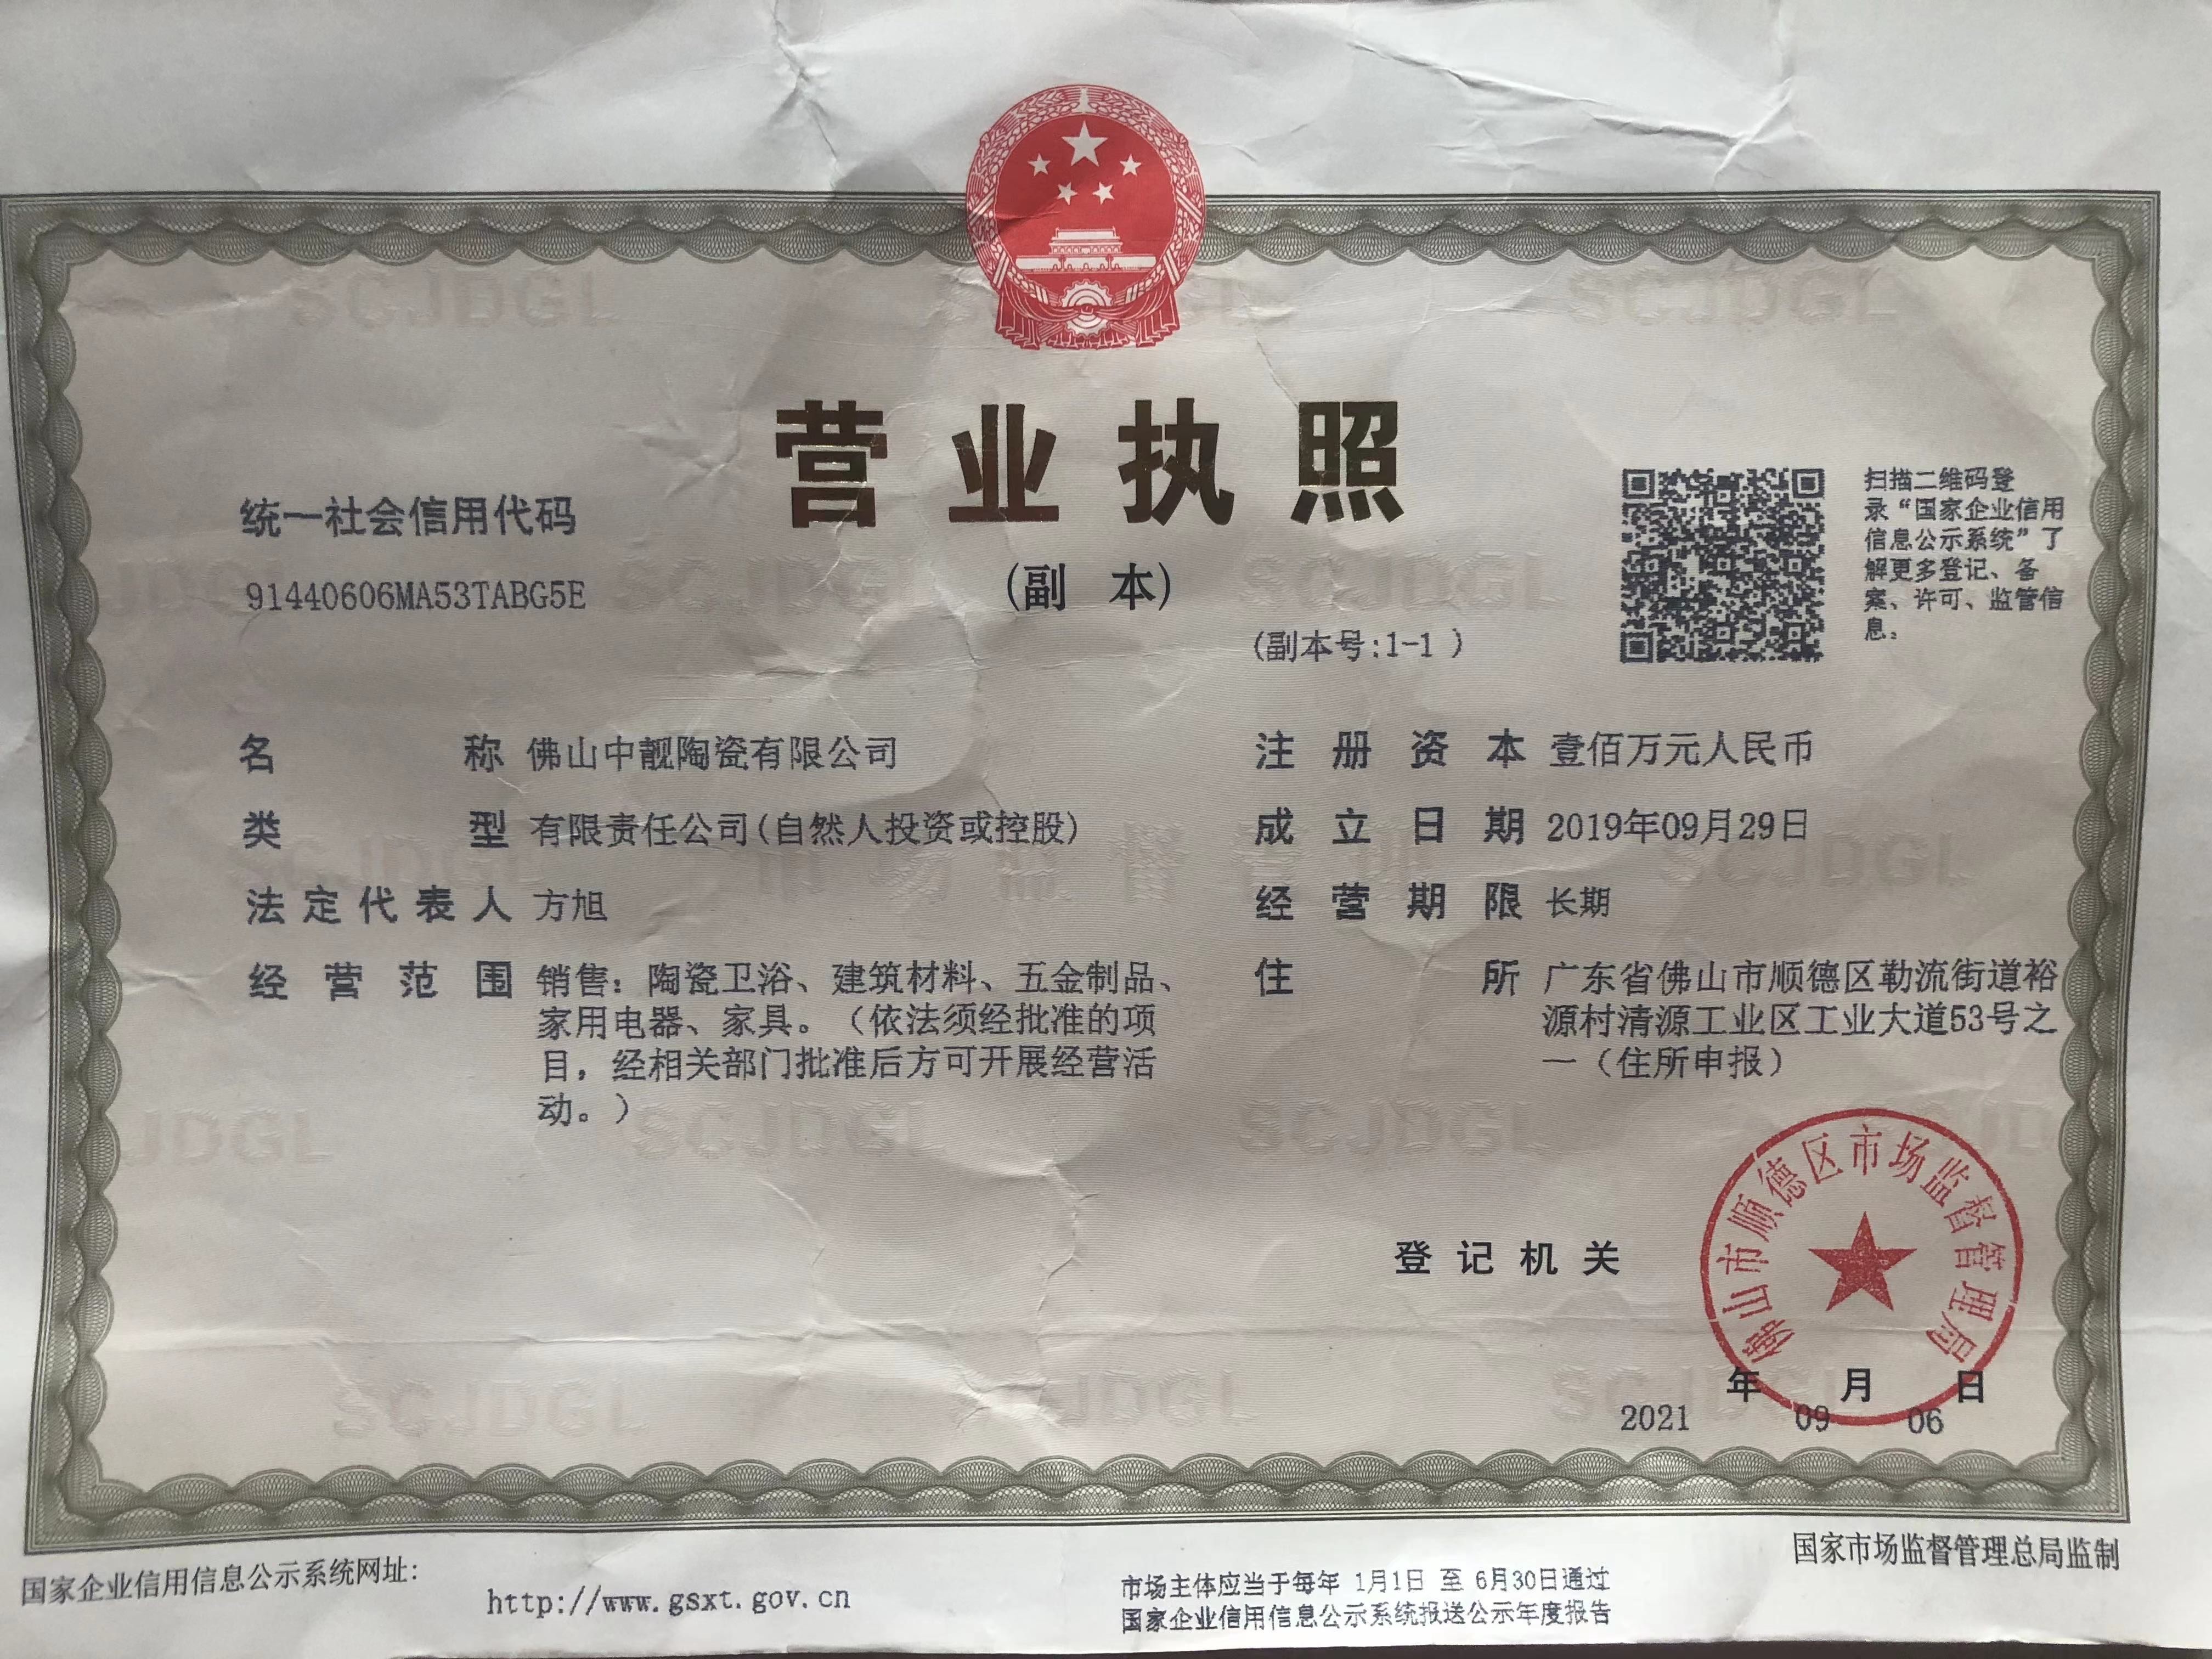 营业执照
(副 本)
(副本号:1-1 )
统一社会信用代码
91440606MA53TABG5E
扫描二维码登
录“国家企业信用
信息公示系统”了
解更多登记、备
案、许可、监管信
息。
名 称 佛山中靓陶瓷有限公司
类 型 有限责任公司(自然人投资或控股)
法定代表人 方旭
经营范围 销售：陶瓷卫浴、建筑材料、五金制品、
家用电器、家具。（依法须经批准的项
目，经相关部门批准后方可开展经营活
动。）
注册资本 壹佰万元人民币
成立日期 2019年09月29日
经营期限 长期
住 所 广东省佛山市顺德区勒流街道裕
源村清源工业区工业大道53号之
一（住所申报）
登记机关
佛山市顺德区市场监督管理局
年 月 日
2021 09 06
国家企业信用信息公示系统网址:
http://www.gsxt.gov.cn
市场主体应当于每年 1月1日 至 6月30日通过
国家企业信用信息公示系统报送公示年度报告
国家市场监督管理总局监制
SCJDGL